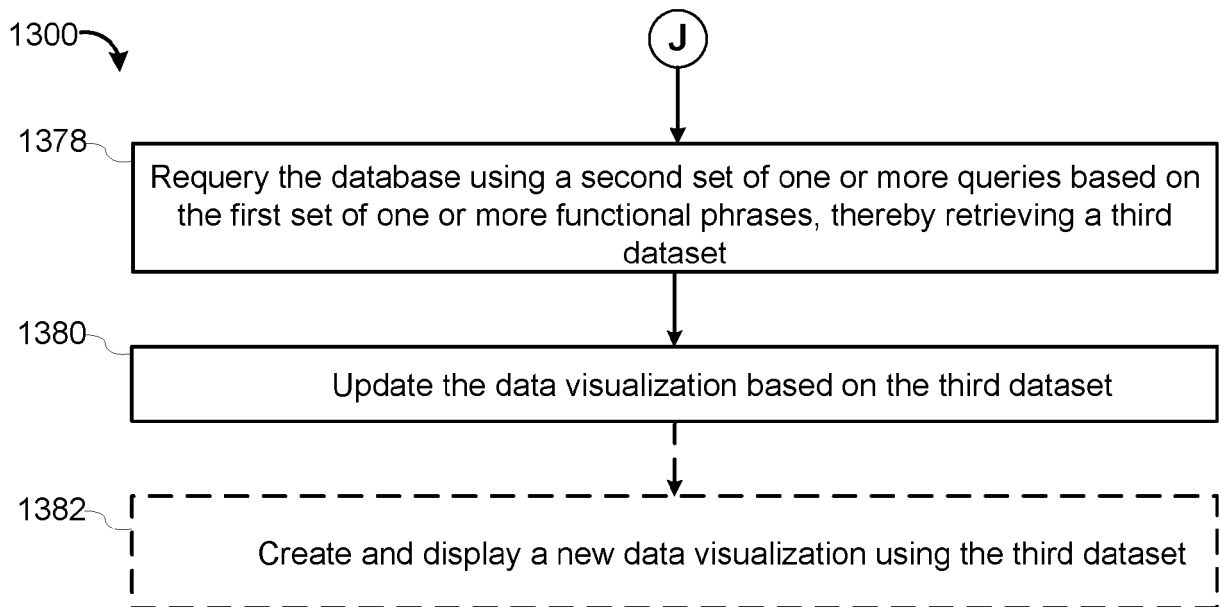 1300
J
1378
Requery the database using a second set of one or more queries based on
the first set of one or more functional phrases, thereby retrieving a third
dataset
1380
Update the data visualization based on the third dataset
1382
Create and display a new data visualization using the third dataset